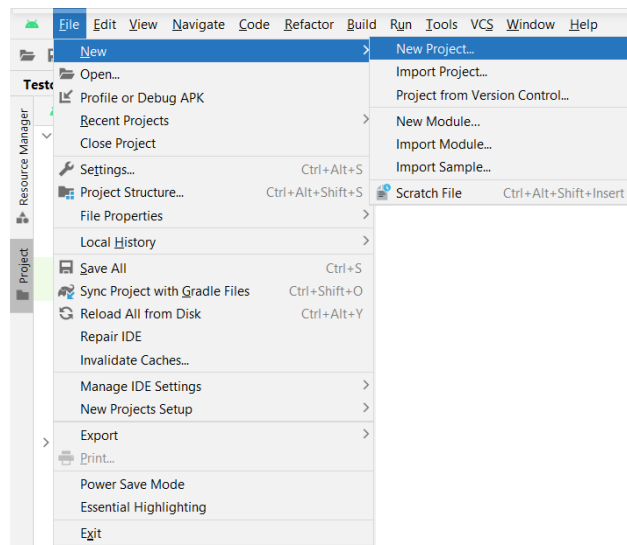 File Edit View Navigate Code Refactor Build Run Tools VCS Window Help
New
New Project...
Open...
Import Project...
Profile or Debug APK
Project from Version Control...
Recent Projects
New Module...
Close Project
Import Module...
Settings... Ctrl+Alt+S
Import Sample...
Project Structure... Ctrl+Alt+Shift+S
Scratch File Ctrl+Alt+Shift+Insert
File Properties
Local History
Save All Ctrl+S
Sync Project with Gradle Files Ctrl+Shift+O
Reload All from Disk Ctrl+Alt+Y
Repair IDE
Invalidate Caches...
Manage IDE Settings
New Projects Setup
Export
Print...
Power Save Mode
Essential Highlighting
Exit
Resource Manager
Project